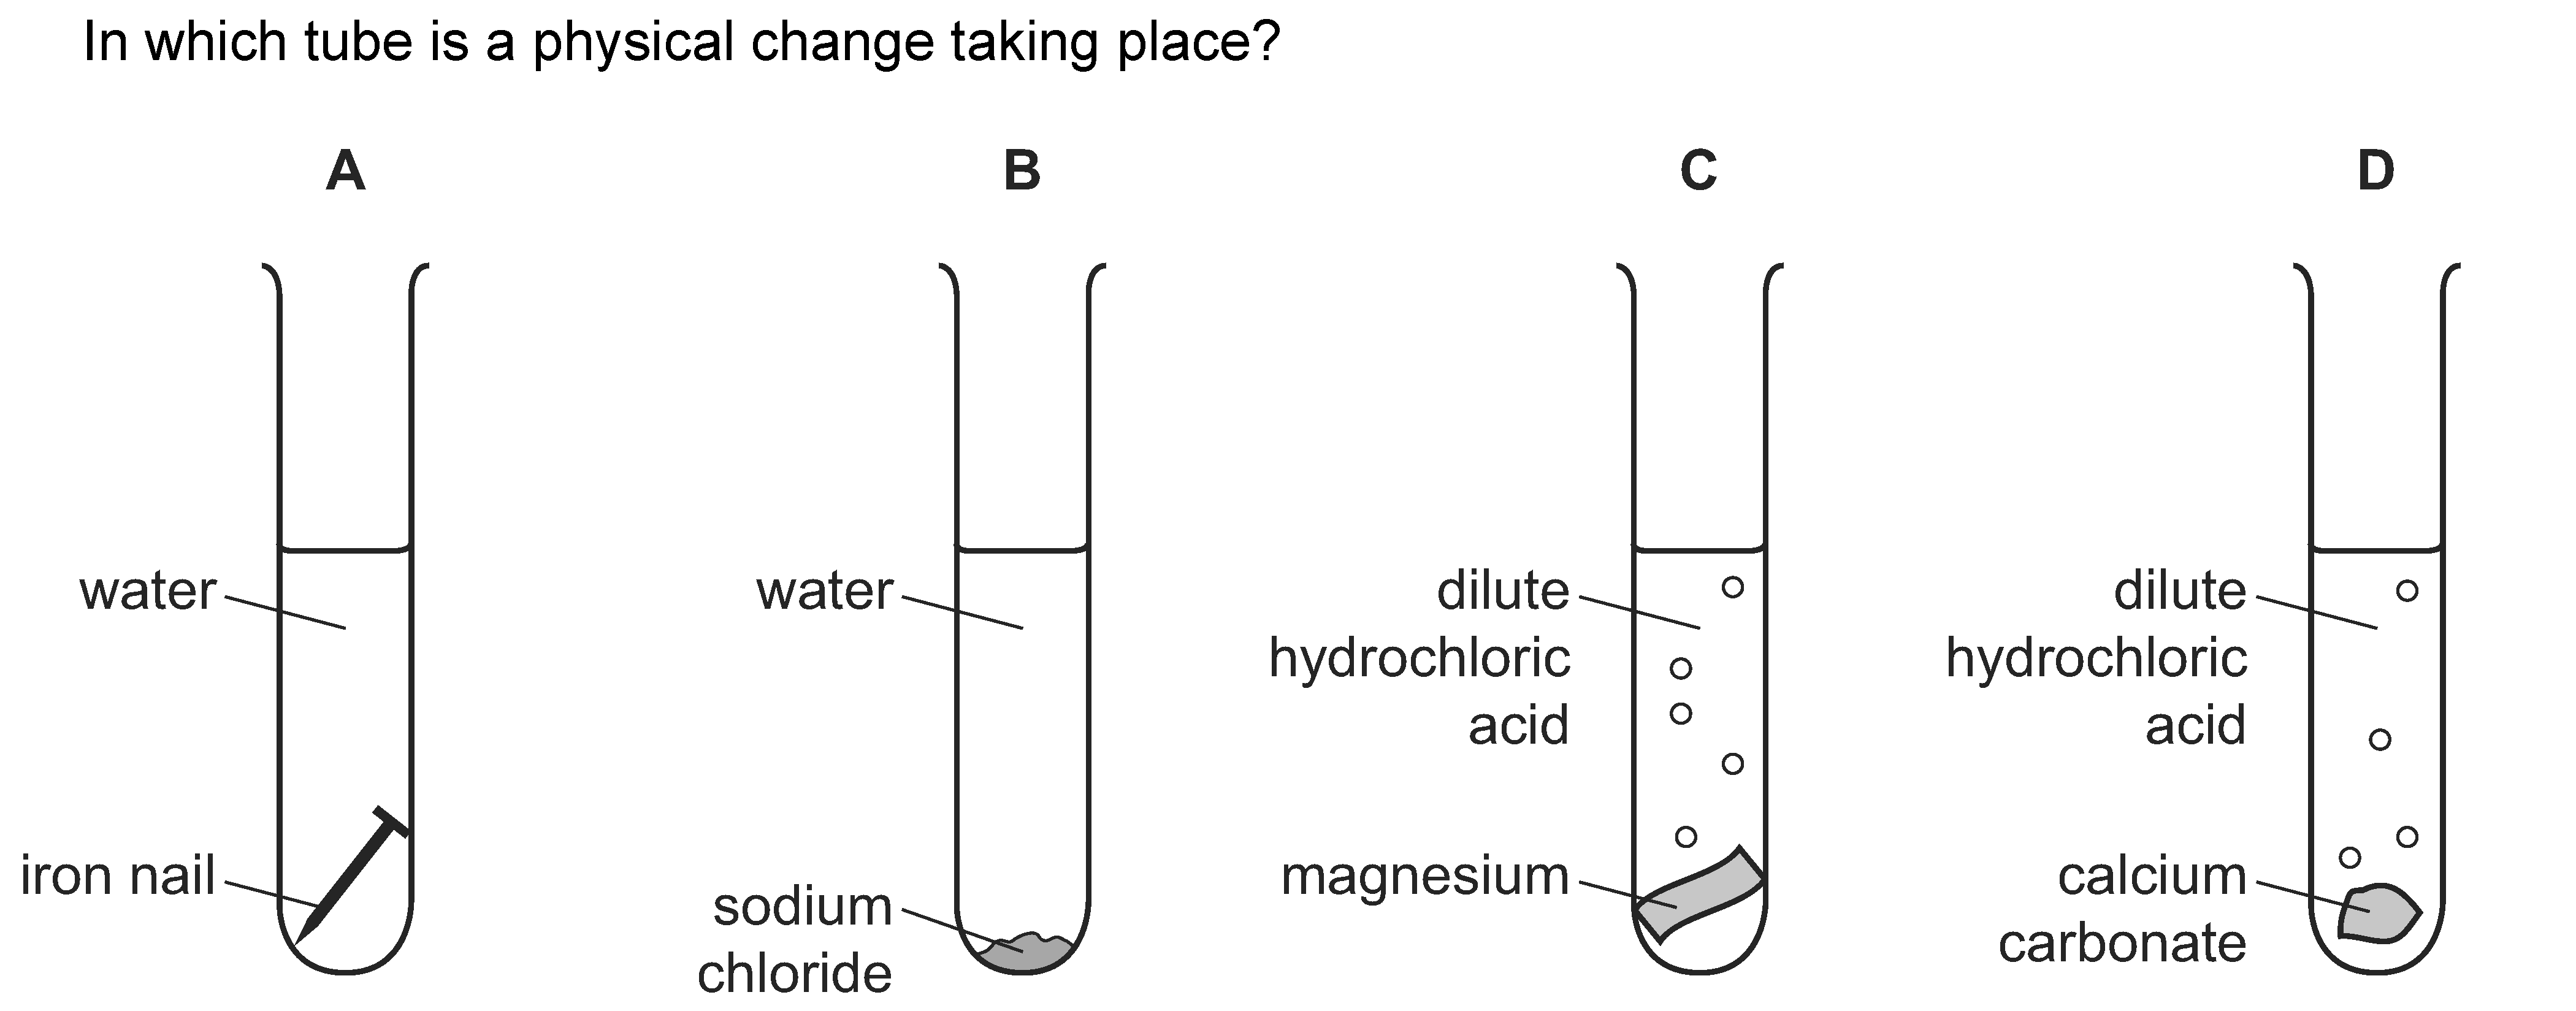 In which tube is a physical change taking place?
A
B
C
D
water
iron nail
water
sodium
chloride
dilute
hydrochloric
acid
magnesium
dilute
hydrochloric
acid
calcium
carbonate